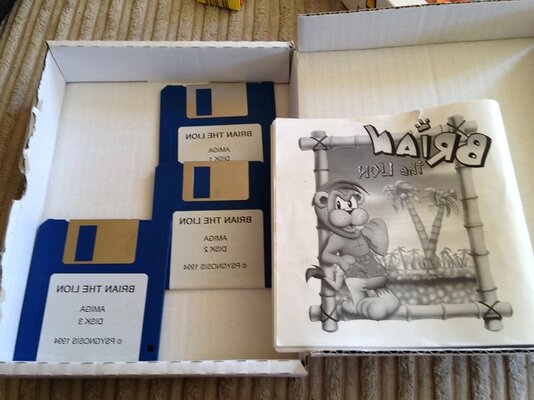 BRIAN THE LION
AMIGA
DISK 1
BRIAN THE LION
AMIGA
DISK 2
© PSYGNOSIS 1994
BRIAN THE LION
AMIGA
DISK 3
© PSYGNOSIS 1994
BRIAN
THE LION